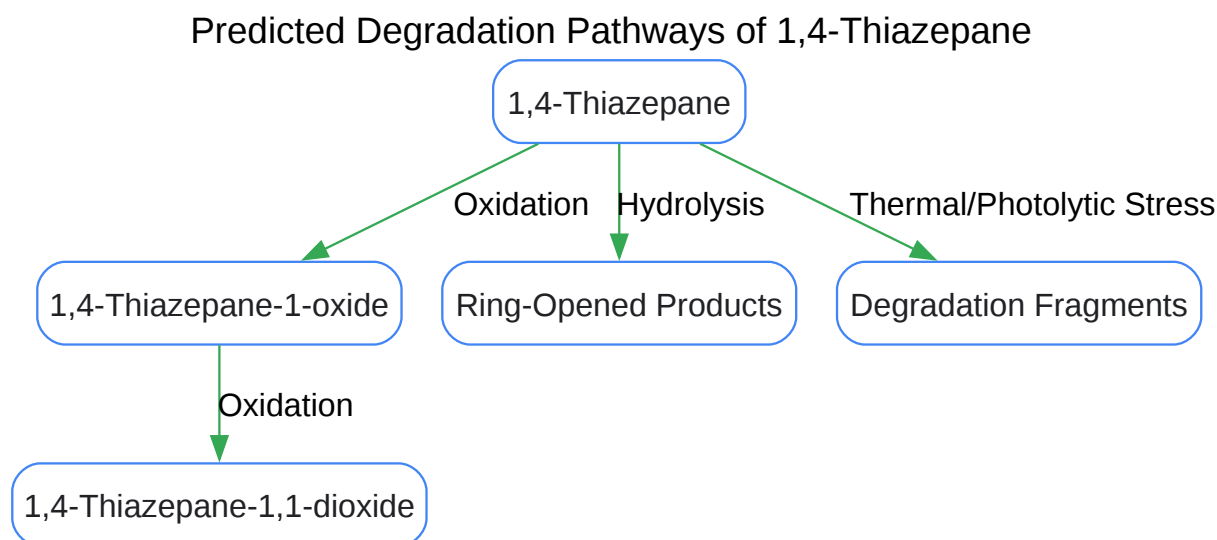 Predicted Degradation Pathways of 1,4-Thiazepane
1,4-Thiazepane
Oxidation
Hydrolysis
Thermal/Photolytic Stress
1,4-Thiazepane-1-oxide
Ring-Opened Products
Degradation Fragments
Oxidation
1,4-Thiazepane-1,1-dioxide